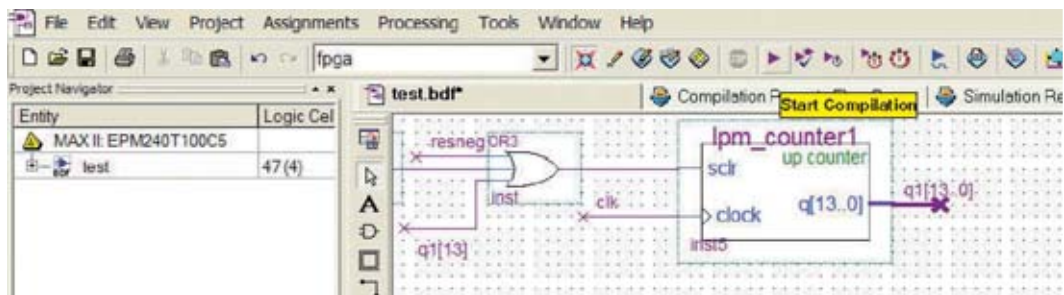 File Edit View Project Assignments Processing Tools Window Help
fpga
Project Navigator
test.bdf*
Compilation
Start Compilation
Simulation Re
Entity
Logic Cel
MAX II: EPM240T100C5
test
47 (4)
resneg
OR3
inst
q1[13]
clk
lpm_counter1
up counter
sclr
clock
q[13..0]
inst5
q1[13..0]